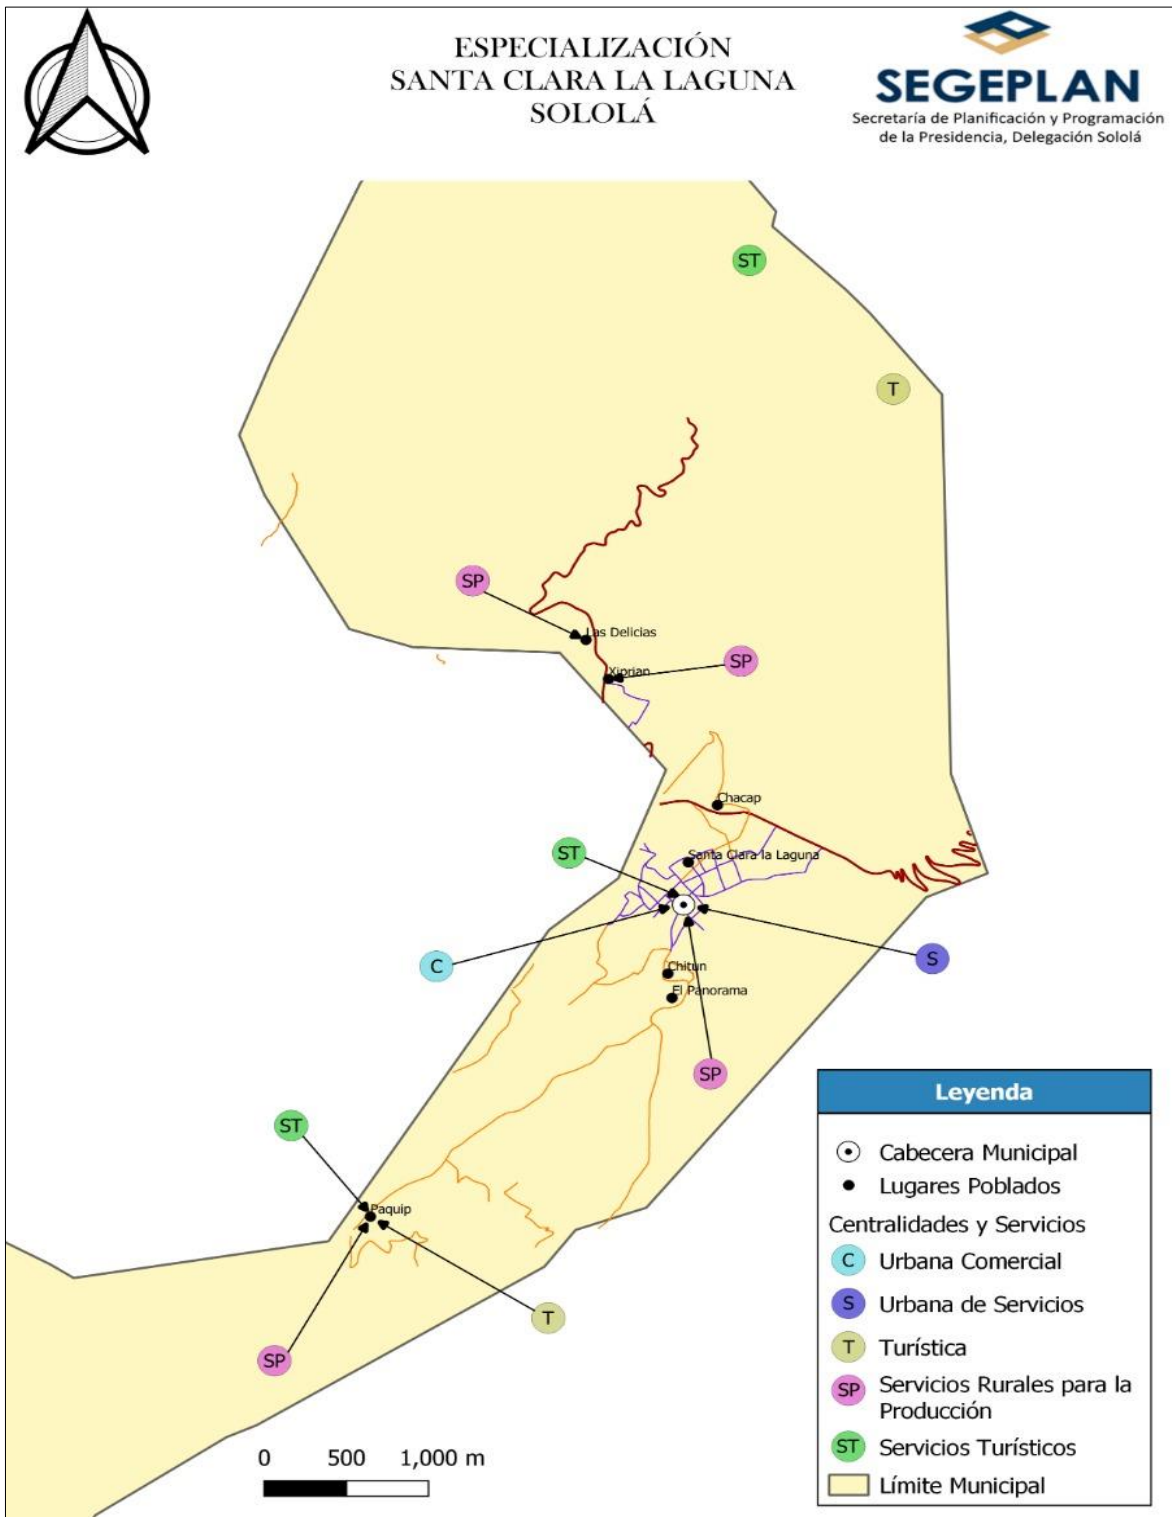 ESPECIALIZACIÓN
SANTA CLARA LA LAGUNA
SOLOLÁ
SEGEPLAN
Secretaría de Planificación y Programación
de la Presidencia, Delegación Sololá
ST
T
SP
Las Delicias
SP
Xiprian
Chacap
ST
Santa Clara la Laguna
C
S
Chitun
El Panorama
SP
ST
Paquip
T
SP
0 500 1,000 m
Leyenda
Cabecera Municipal
Lugares Poblados
Centralidades y Servicios
C Urbana Comercial
S Urbana de Servicios
T Turística
SP Servicios Rurales para la
Producción
ST Servicios Turísticos
Límite Municipal